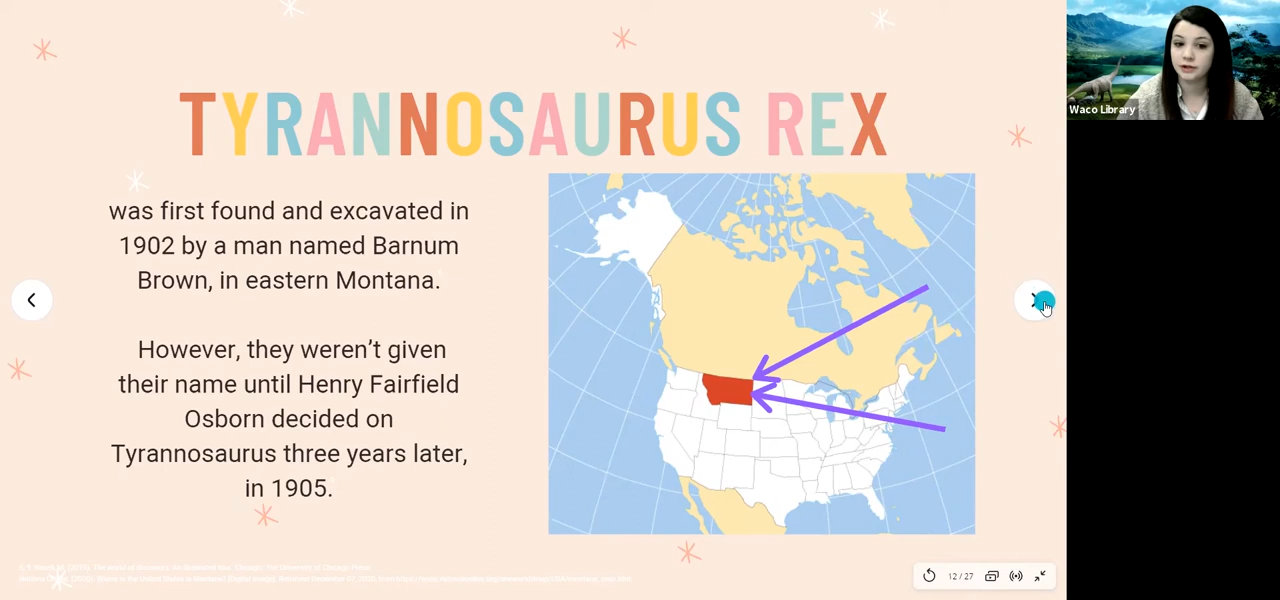 TYRANNOSAURUS REX
was first found and excavated in
1902 by a man named Barnum
Brown, in eastern Montana.
However, they weren't given
their name until Henry Fairfield
Osborn decided on
Tyrannosaurus three years later,
in 1905.
Waco Library
12 / 27